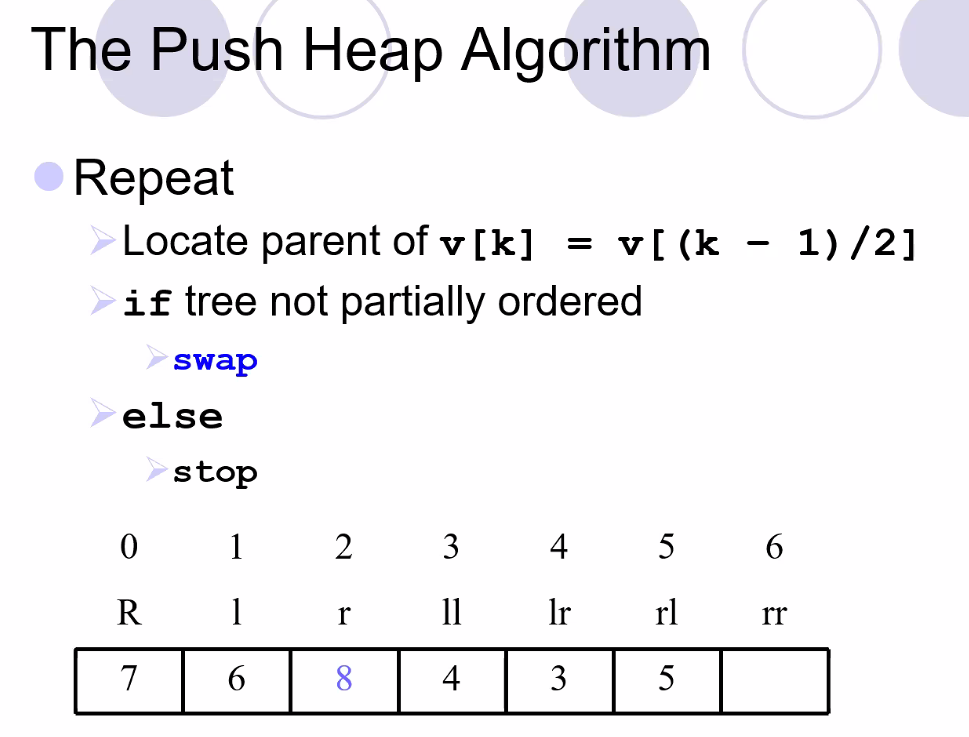 The Push Heap Algorithm
Repeat
Locate parent of v[k] = v[(k – 1)/2]
if tree not partially ordered
swap
else
stop
0 1 2 3 4 5 6
R l r ll lr rl rr
7 6 8 4 3 5